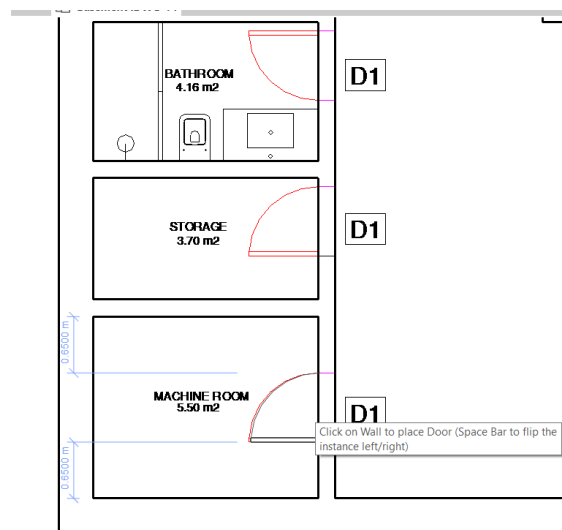 BATHROOM
4.16 m2
D1
STORAGE
3.70 m2
D1
0.6500 m
MACHINE ROOM
5.50 m2
D1
Click on Wall to place Door (Space Bar to flip the
instance left/right)
0.6500 m